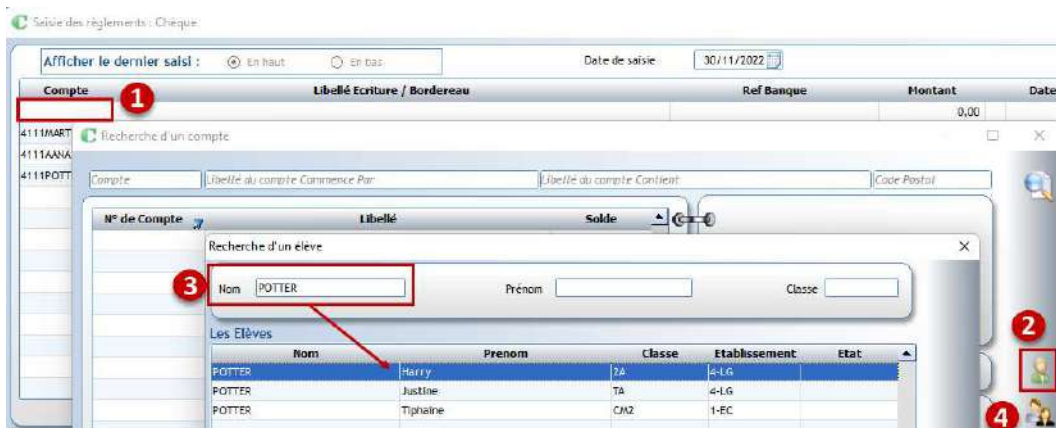 Saisie des règlements : Chèque
Afficher le dernier saisi : En haut En bas Date de saisie 30/11/2022
Compte Libellé Ecriture / Bordereau Ref Banque Montant Date
1
0,00
4111MART Recherche d'un compte
4111AANA
4111POTT Compte Libellé du compte Commence Par Libellé du compte Contient Code Postal
N° de Compte Libellé Solde
Recherche d'un élève
3 Nom POTTER Prénom Classe
2
Les Elèves
Nom Prenom Classe Etablissement Etat
POTTER Harry 2A 4-LG
POTTER Justine TA 4-LG
POTTER Tiphaine CM2 1-EC
4